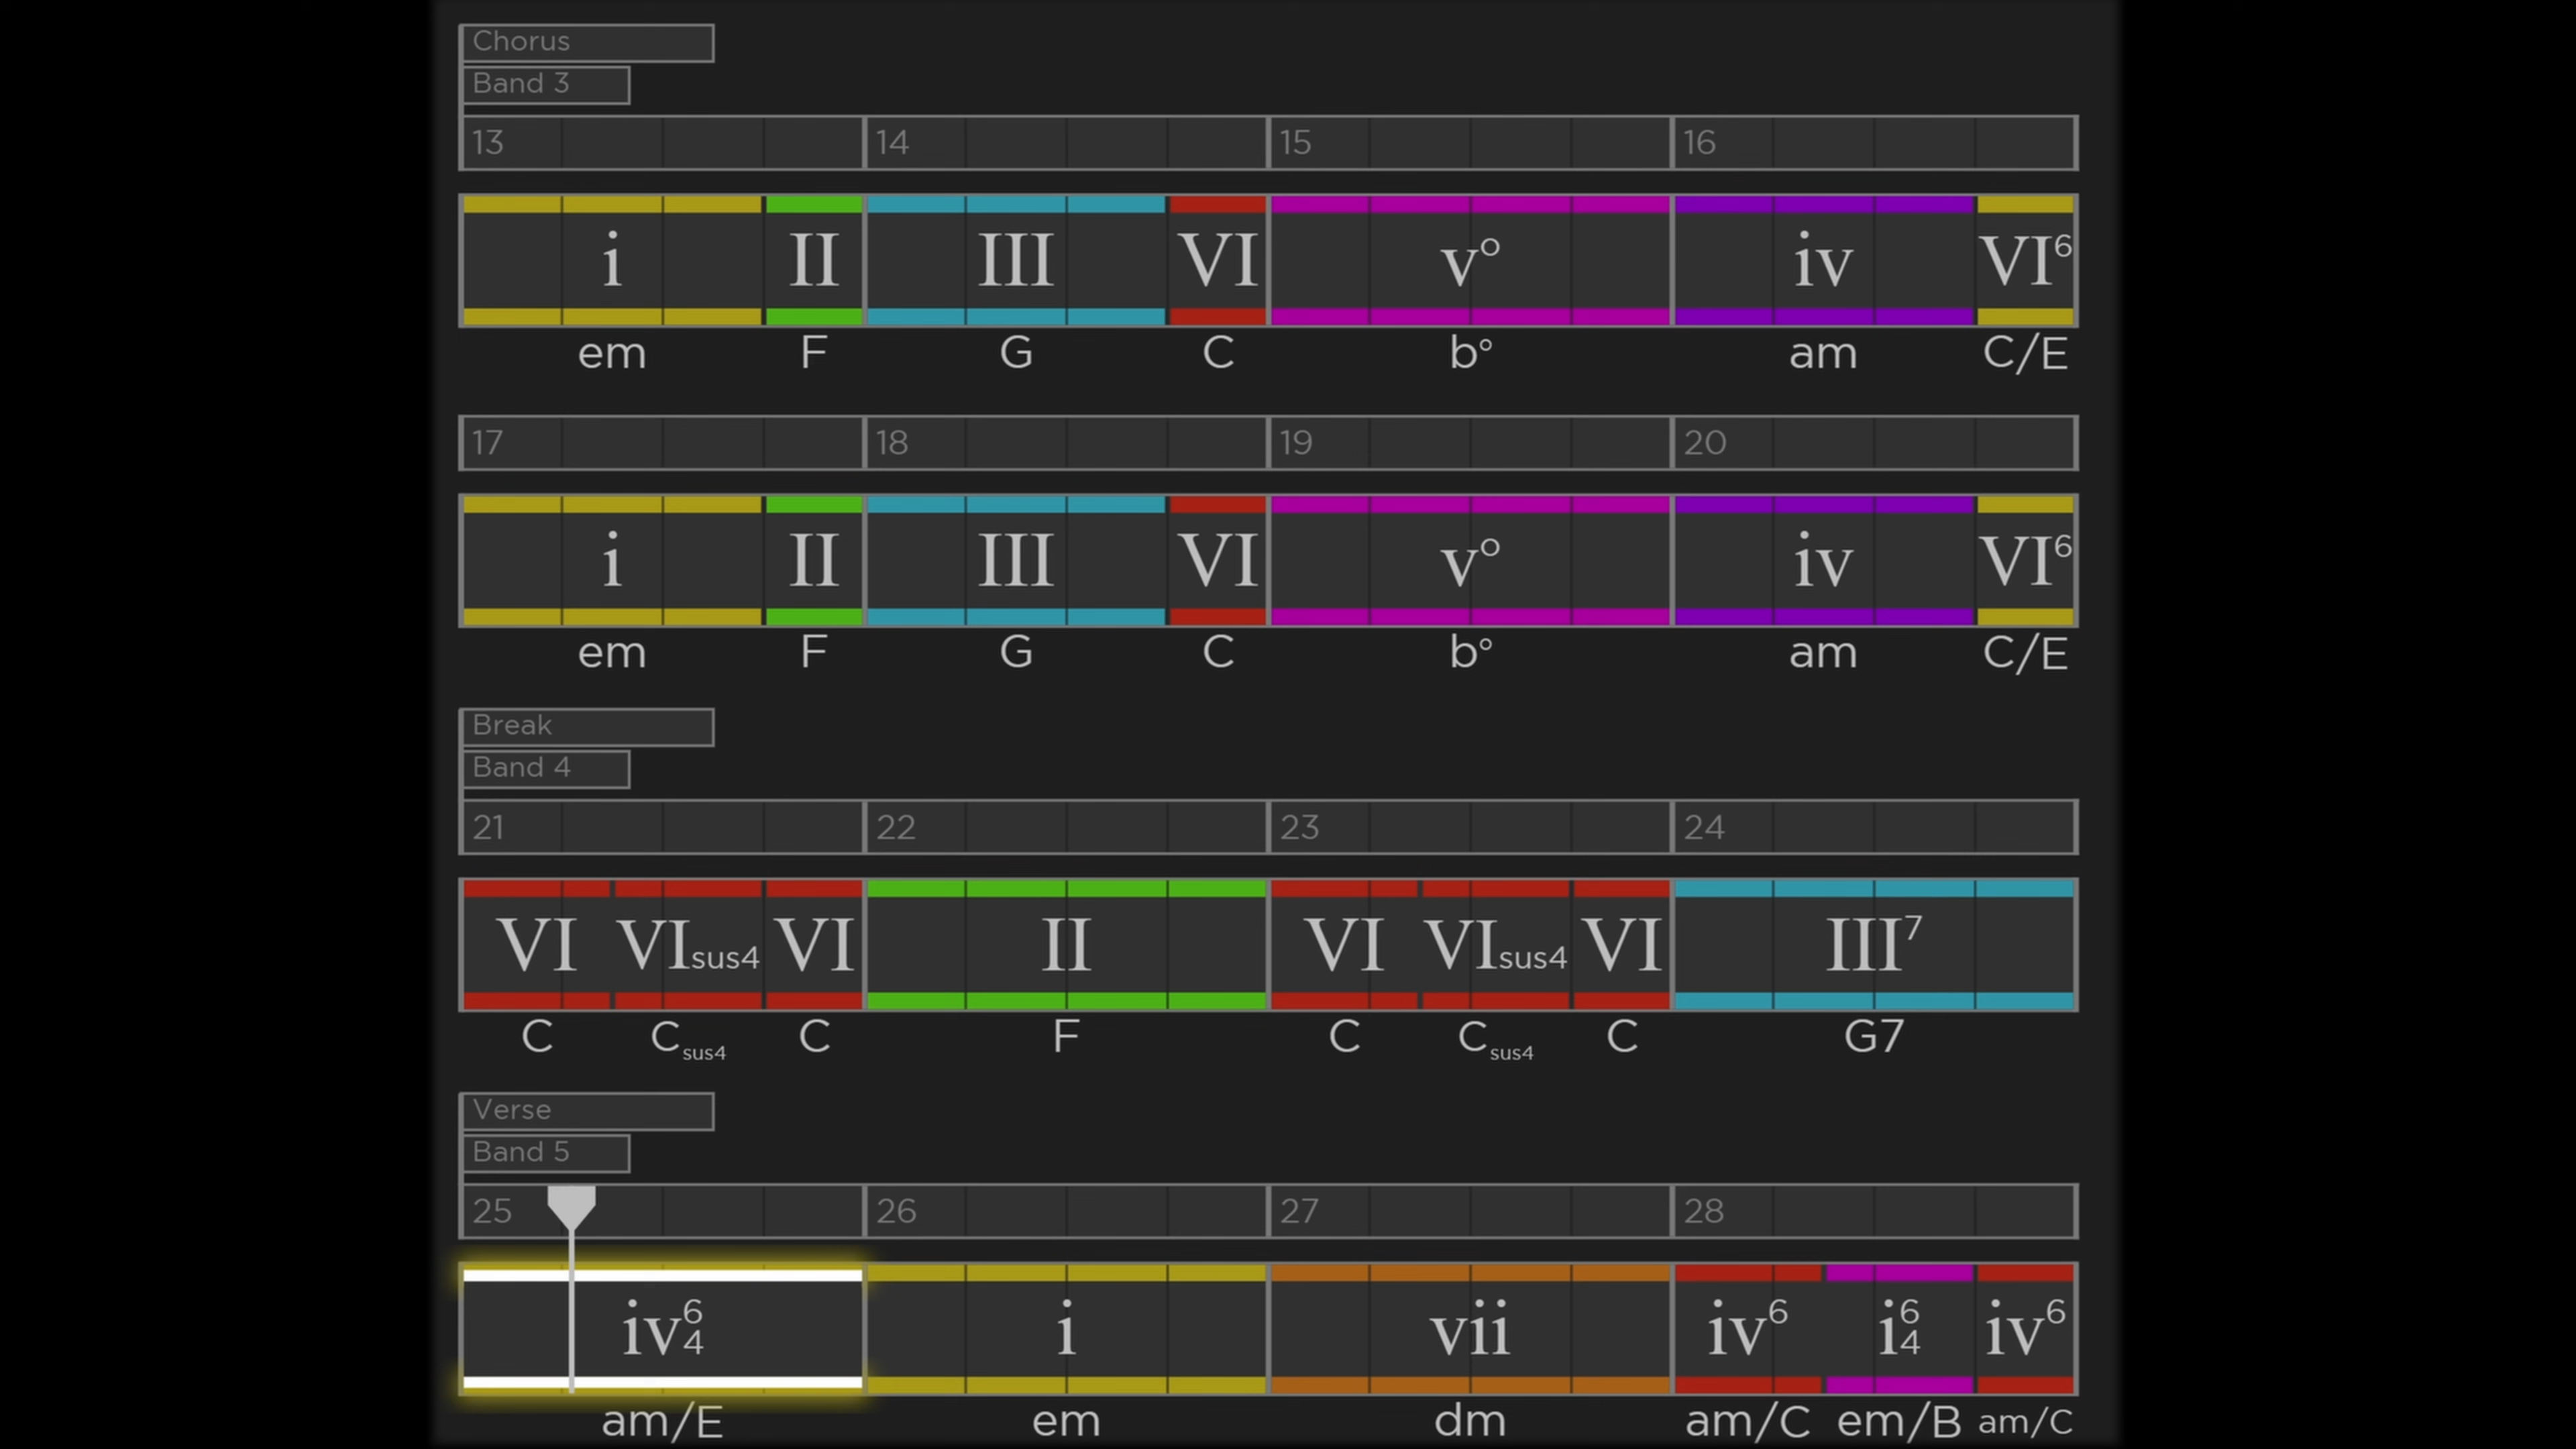 Chorus
Band 3
13 14 15 16
i II III VI v° iv VI⁶
em F G C b° am C/E
17 18 19 20
i II III VI v° iv VI⁶
em F G C b° am C/E
Break
Band 4
21 22 23 24
VI VIsus4 VI II VI VIsus4 VI III⁷
C Csus4 C F C Csus4 C G7
Verse
Band 5
25 26 27 28
iv⁶₄ i vii iv⁶ i⁶₄ iv⁶
am/E em dm am/C em/B am/C